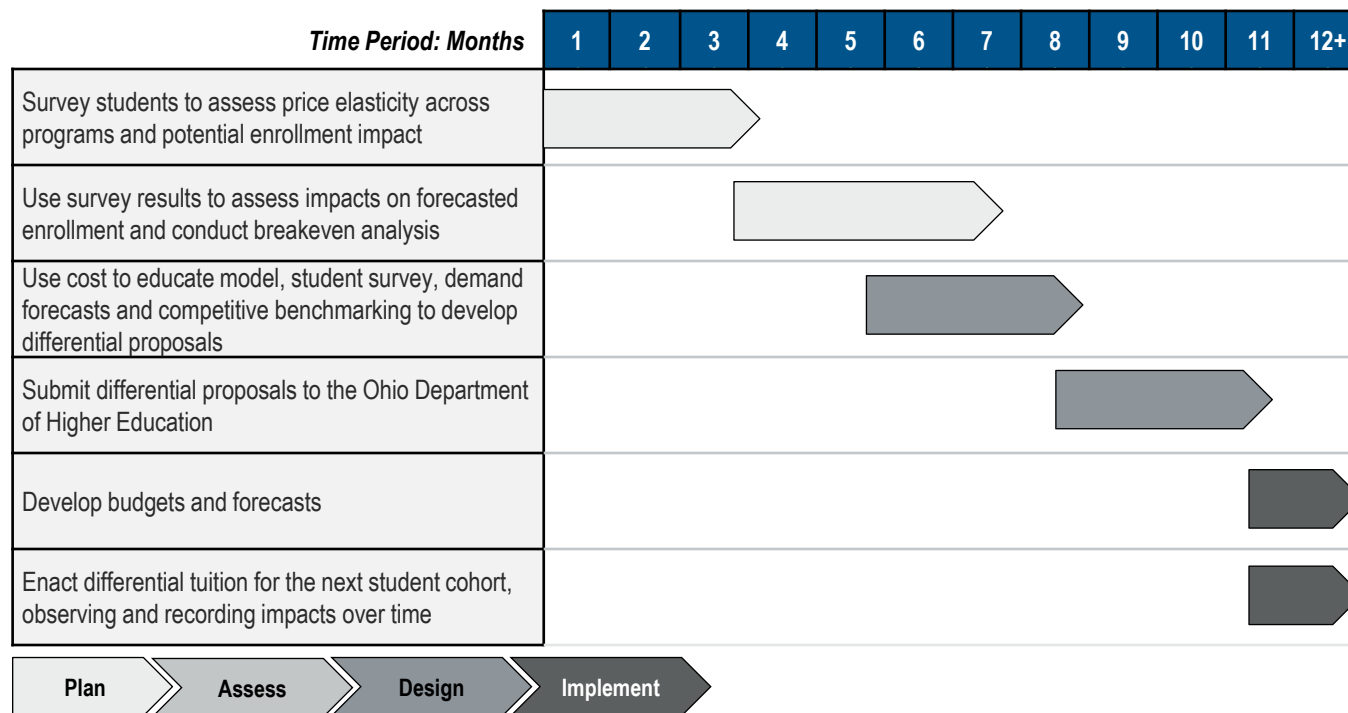 Time Period: Months 1 2 3 4 5 6 7 8 9 10 11 12+
Survey students to assess price elasticity across
programs and potential enrollment impact
Use survey results to assess impacts on forecasted
enrollment and conduct breakeven analysis
Use cost to educate model, student survey, demand
forecasts and competitive benchmarking to develop
differential proposals
Submit differential proposals to the Ohio Department
of Higher Education
Develop budgets and forecasts
Enact differential tuition for the next student cohort,
observing and recording impacts over time
Plan Assess Design Implement